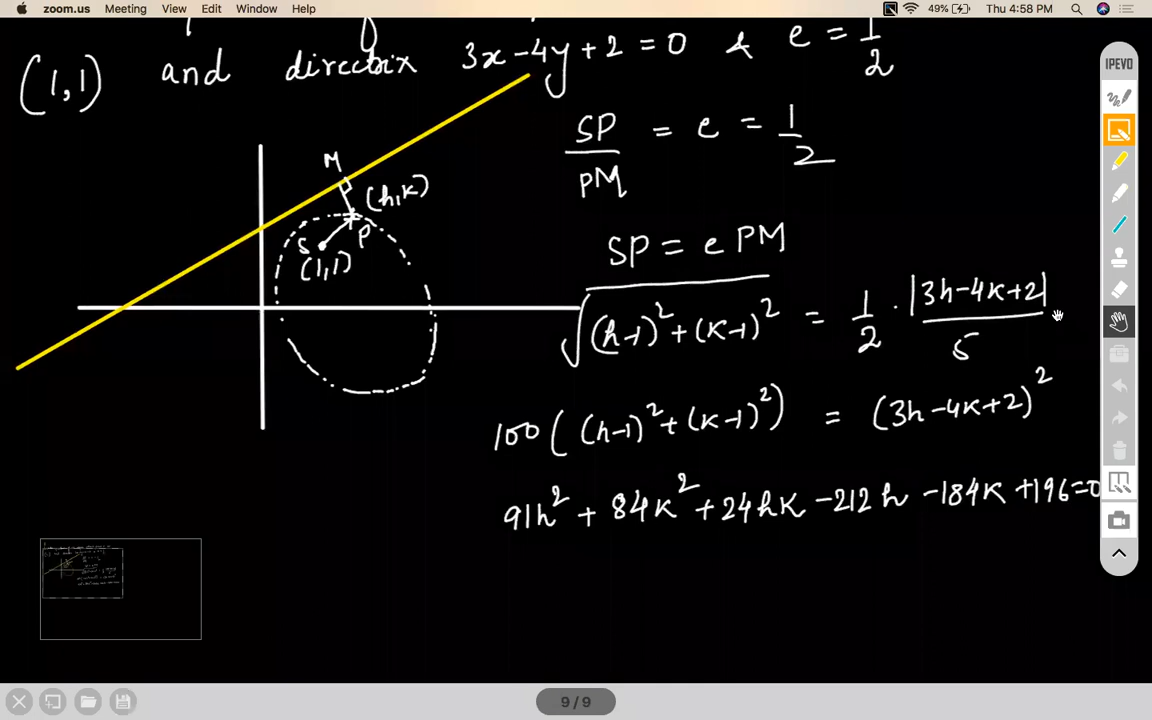 zoom.us Meeting View Edit Window Help 49% Thu 4:58 PM
(1,1) and directrix 3x-4y+2=0 & e = 1/2
IPEVO
SP/PM = e = 1/2
M
(h,k)
S P
(1,1)
SP = e PM
√((h-1)²+(k-1)²) = 1/2 · |3h-4k+2|/5
100((h-1)²+(k-1)²) = (3h-4k+2)²
91h² + 84k² + 24hk -212h -184k +196=0
9/9